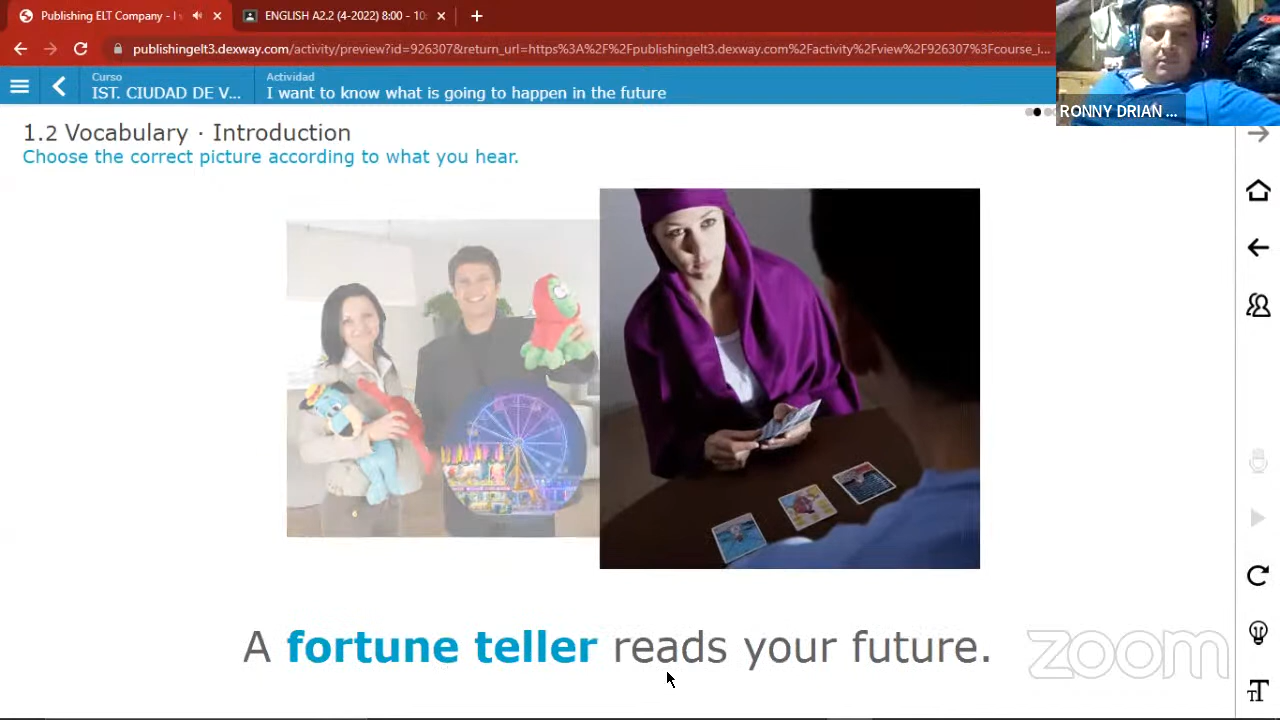 Publishing ELT Company - I
ENGLISH A2.2 (4-2022) 8:00 - 10:
publishingelt3.dexway.com/activity/preview?id=926307&return_url=https%3A%2F%2Fpublishingelt3.dexway.com%2Factivity%2Fview%2F926307%3Fcourse_i...
Curso
IST. CIUDAD DE V...
Actividad
I want to know what is going to happen in the future
RONNY DRIAN ...
1.2 Vocabulary · Introduction
Choose the correct picture according to what you hear.
A fortune teller reads your future.
zoom